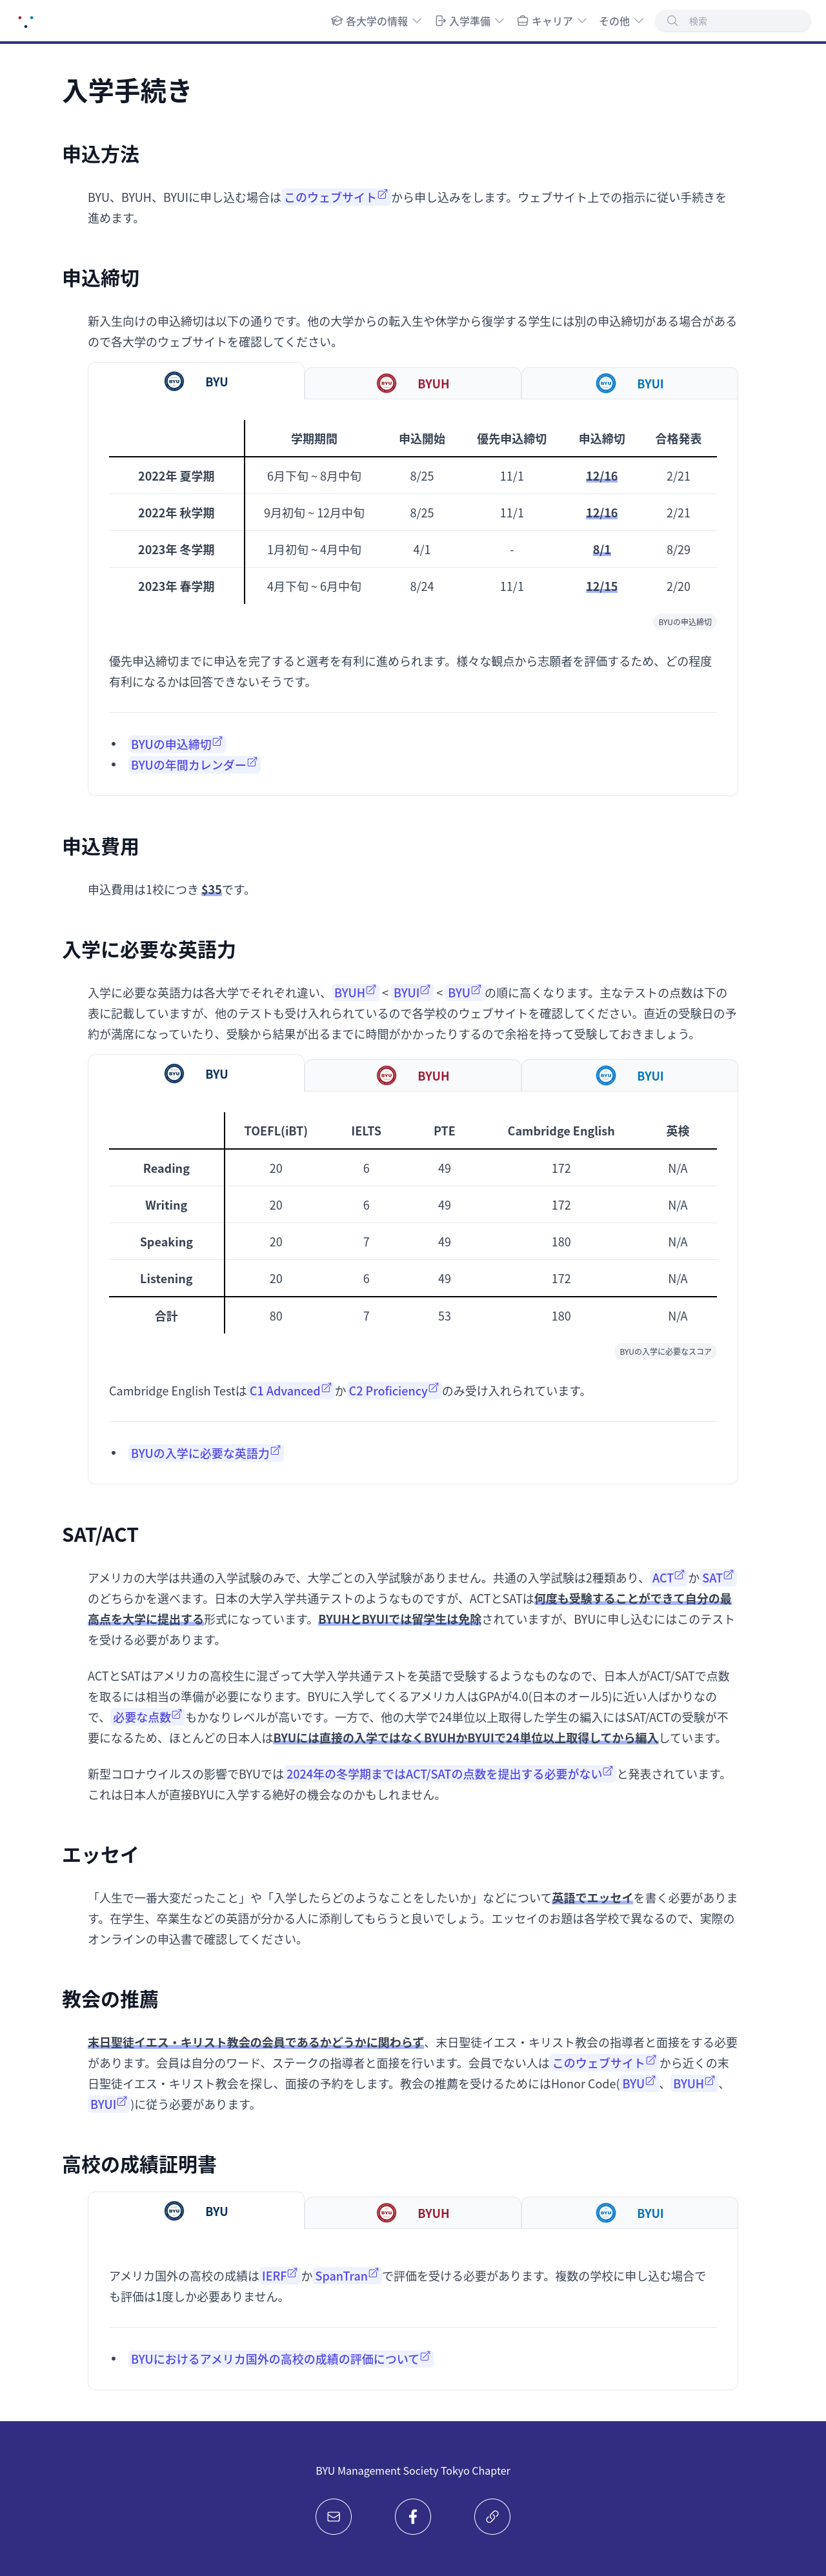 各大学の情報 入学準備 キャリア その他 検索
入学手続き
申込方法
BYU、BYUH、BYUIに申し込む場合はこのウェブサイトから申し込みをします。ウェブサイト上での指示に従い手続きを
進めます。
申込締切
新入生向けの申込締切は以下の通りです。他の大学からの転入生や休学から復学する学生には別の申込締切がある場合がある
ので各大学のウェブサイトを確認してください。
BYU BYUH BYUI
学期期間 申込開始 優先申込締切 申込締切 合格発表
2022年 夏学期 6月下旬 ~ 8月中旬 8/25 11/1 12/16 2/21
2022年 秋学期 9月初旬 ~ 12月中旬 8/25 11/1 12/16 2/21
2023年 冬学期 1月初旬 ~ 4月中旬 4/1 - 8/1 8/29
2023年 春学期 4月下旬 ~ 6月中旬 8/24 11/1 12/15 2/20
BYUの申込締切
優先申込締切までに申込を完了すると選考を有利に進められます。様々な観点から志願者を評価するため、どの程度
有利になるかは回答できないそうです。
• BYUの申込締切
• BYUの年間カレンダー
申込費用
申込費用は1校につき $35です。
入学に必要な英語力
入学に必要な英語力は各大学でそれぞれ違い、BYUH < BYUI < BYUの順に高くなります。主なテストの点数は下の
表に記載していますが、他のテストも受け入れられているので各学校のウェブサイトを確認してください。直近の受験日の予
約が満席になっていたり、受験から結果が出るまでに時間がかかったりするので余裕を持って受験しておきましょう。
BYU BYUH BYUI
TOEFL(iBT) IELTS PTE Cambridge English 英検
Reading 20 6 49 172 N/A
Writing 20 6 49 172 N/A
Speaking 20 7 49 180 N/A
Listening 20 6 49 172 N/A
合計 80 7 53 180 N/A
BYUの入学に必要なスコア
Cambridge English TestはC1 AdvancedかC2 Proficiencyのみ受け入れられています。
• BYUの入学に必要な英語力
SAT/ACT
アメリカの大学は共通の入学試験のみで、大学ごとの入学試験がありません。共通の入学試験は2種類あり、ACTかSAT
のどちらかを選べます。日本の大学入学共通テストのようなものですが、ACTとSATは何度も受験することができて自分の最
高点を大学に提出する形式になっています。BYUHとBYUIでは留学生は免除されていますが、BYUに申し込むにはこのテスト
を受ける必要があります。
ACTとSATはアメリカの高校生に混ざって大学入学共通テストを英語で受験するようなものなので、日本人がACT/SATで点数
を取るには相当の準備が必要になります。BYUに入学してくるアメリカ人はGPAが4.0(日本のオール5)に近い人ばかりなの
で、必要な点数もかなりレベルが高いです。一方で、他の大学で24単位以上取得した学生の編入にはSAT/ACTの受験が不
要になるため、ほとんどの日本人はBYUには直接の入学ではなくBYUHかBYUIで24単位以上取得してから編入しています。
新型コロナウイルスの影響でBYUでは2024年の冬学期まではACT/SATの点数を提出する必要がないと発表されています。
これは日本人が直接BYUに入学する絶好の機会なのかもしれません。
エッセイ
「人生で一番大変だったこと」や「入学したらどのようなことをしたいか」などについて英語でエッセイを書く必要がありま
す。在学生、卒業生などの英語が分かる人に添削してもらうと良いでしょう。エッセイのお題は各学校で異なるので、実際の
オンラインの申込書で確認してください。
教会の推薦
末日聖徒イエス・キリスト教会の会員であるかどうかに関わらず、末日聖徒イエス・キリスト教会の指導者と面接をする必要
があります。会員は自分のワード、ステークの指導者と面接を行います。会員でない人はこのウェブサイトから近くの末
日聖徒イエス・キリスト教会を探し、面接の予約をします。教会の推薦を受けるためにはHonor Code(BYU、BYUH、
BYUI)に従う必要があります。
高校の成績証明書
BYU BYUH BYUI
アメリカ国外の高校の成績はIERFかSpanTranで評価を受ける必要があります。複数の学校に申し込む場合で
も評価は1度しか必要ありません。
• BYUにおけるアメリカ国外の高校の成績の評価について
BYU Management Society Tokyo Chapter